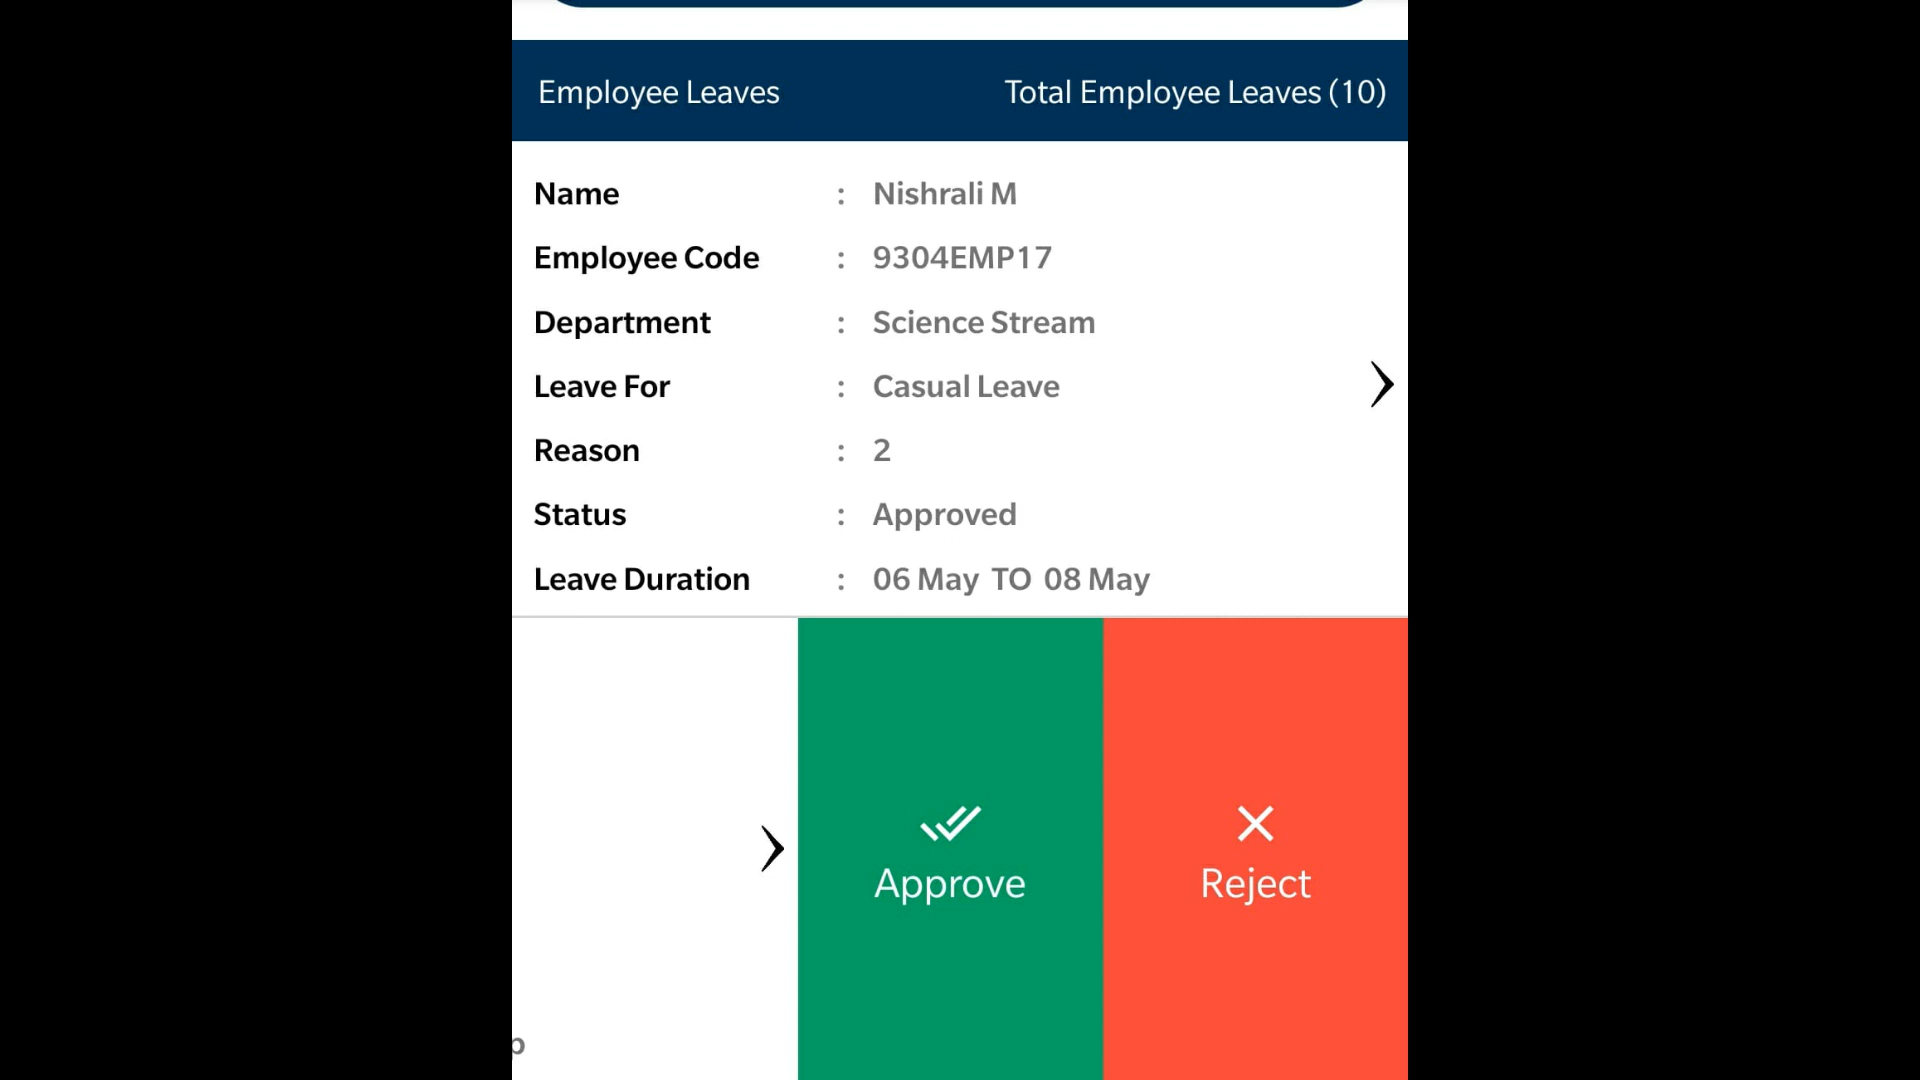 Employee Leaves Total Employee Leaves (10)
Name : Nishrali M
Employee Code : 9304EMP17
Department : Science Stream
Leave For : Casual Leave
Reason : 2
Status : Approved
Leave Duration : 06 May TO 08 May
Approve Reject